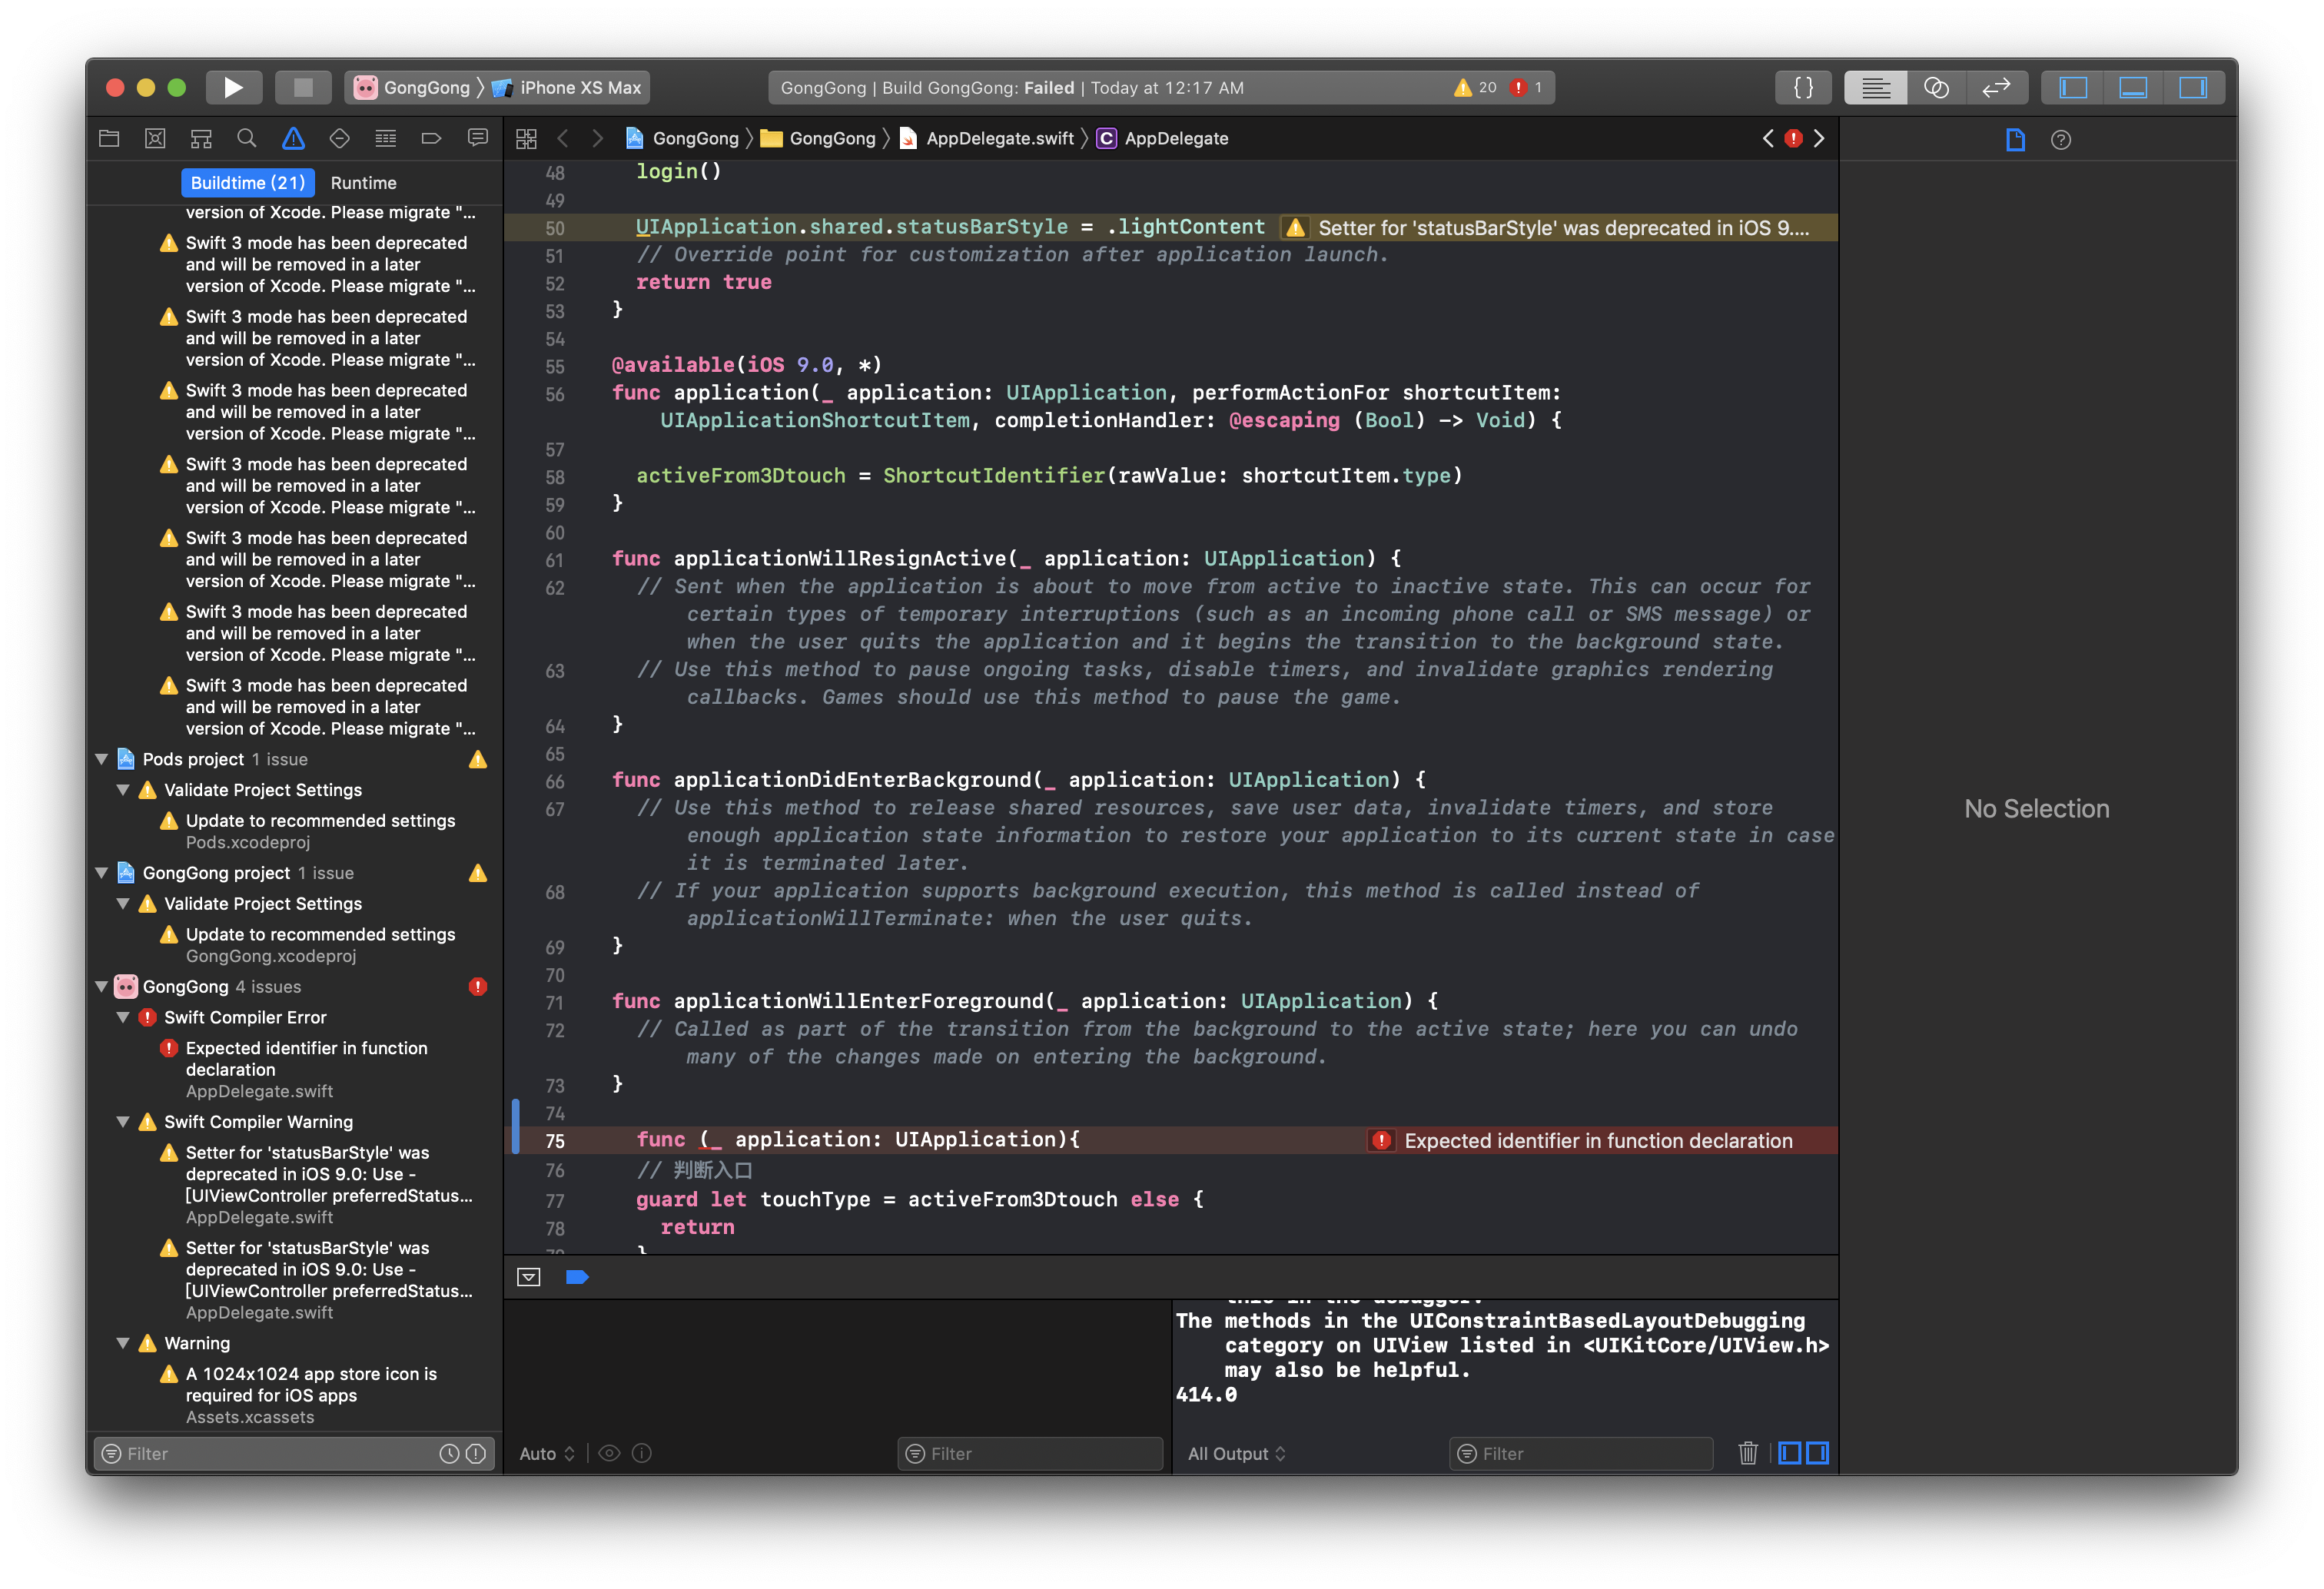 GongGong 〉 iPhone XS Max
GongGong | Build GongGong: Failed | Today at 12:17 AM
20
1
{ }
GongGong 〉 GongGong 〉 AppDelegate.swift 〉 C AppDelegate
Buildtime (21)
Runtime
version of Xcode. Please migrate "...
Swift 3 mode has been deprecated
and will be removed in a later
version of Xcode. Please migrate "...
Swift 3 mode has been deprecated
and will be removed in a later
version of Xcode. Please migrate "...
Swift 3 mode has been deprecated
and will be removed in a later
version of Xcode. Please migrate "...
Swift 3 mode has been deprecated
and will be removed in a later
version of Xcode. Please migrate "...
Swift 3 mode has been deprecated
and will be removed in a later
version of Xcode. Please migrate "...
Swift 3 mode has been deprecated
and will be removed in a later
version of Xcode. Please migrate "...
Swift 3 mode has been deprecated
and will be removed in a later
version of Xcode. Please migrate "...
Pods project 1 issue
Validate Project Settings
Update to recommended settings
Pods.xcodeproj
GongGong project 1 issue
Validate Project Settings
Update to recommended settings
GongGong.xcodeproj
GongGong 4 issues
Swift Compiler Error
Expected identifier in function
declaration
AppDelegate.swift
Swift Compiler Warning
Setter for 'statusBarStyle' was
deprecated in iOS 9.0: Use -
[UIViewController preferredStatus...
AppDelegate.swift
Setter for 'statusBarStyle' was
deprecated in iOS 9.0: Use -
[UIViewController preferredStatus...
AppDelegate.swift
Warning
A 1024x1024 app store icon is
required for iOS apps
Assets.xcassets
Filter
48 login()
49
50 UIApplication.shared.statusBarStyle = .lightContent Setter for 'statusBarStyle' was deprecated in iOS 9....
51 // Override point for customization after application launch.
52 return true
53 }
54
55 @available(iOS 9.0, *)
56 func application(_ application: UIApplication, performActionFor shortcutItem:
UIApplicationShortcutItem, completionHandler: @escaping (Bool) -> Void) {
57
58 activeFrom3Dtouch = ShortcutIdentifier(rawValue: shortcutItem.type)
59 }
60
61 func applicationWillResignActive(_ application: UIApplication) {
62 // Sent when the application is about to move from active to inactive state. This can occur for
certain types of temporary interruptions (such as an incoming phone call or SMS message) or
when the user quits the application and it begins the transition to the background state.
63 // Use this method to pause ongoing tasks, disable timers, and invalidate graphics rendering
callbacks. Games should use this method to pause the game.
64 }
65
66 func applicationDidEnterBackground(_ application: UIApplication) {
67 // Use this method to release shared resources, save user data, invalidate timers, and store
enough application state information to restore your application to its current state in case
it is terminated later.
68 // If your application supports background execution, this method is called instead of
applicationWillTerminate: when the user quits.
69 }
70
71 func applicationWillEnterForeground(_ application: UIApplication) {
72 // Called as part of the transition from the background to the active state; here you can undo
many of the changes made on entering the background.
73 }
74
75 func (_ application: UIApplication){ Expected identifier in function declaration
76 // 判断入口
77 guard let touchType = activeFrom3Dtouch else {
78 return
79 }
Auto
Filter
this in the debugger.
The methods in the UIConstraintBasedLayoutDebugging
category on UIView listed in <UIKitCore/UIView.h>
may also be helpful.
414.0
All Output
Filter
No Selection